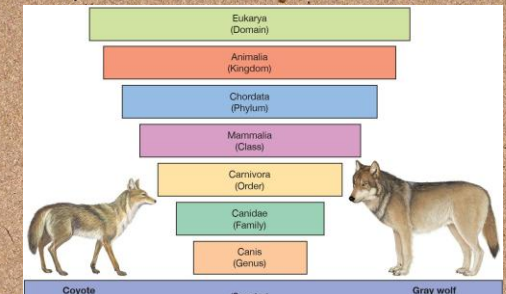 Eukarya
(Domain)
Animalia
(Kingdom)
Chordata
(Phylum)
Mammalia
(Class)
Carnivora
(Order)
Canidae
(Family)
Canis
(Genus)
Coyote
Gray wolf